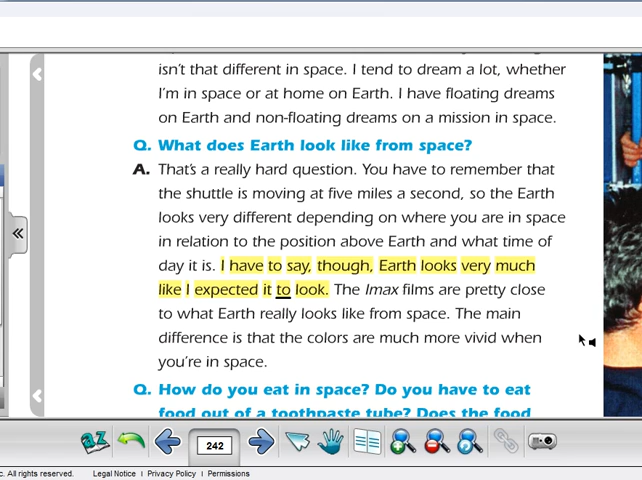 isn't that different in space. I tend to dream a lot, whether
I'm in space or at home on Earth. I have floating dreams
on Earth and non-floating dreams on a mission in space.
Q. What does Earth look like from space?
A. That's a really hard question. You have to remember that
the shuttle is moving at five miles a second, so the Earth
looks very different depending on where you are in space
in relation to the position above Earth and what time of
day it is. I have to say, though, Earth looks very much
like I expected it to look. The Imax films are pretty close
to what Earth really looks like from space. The main
difference is that the colors are much more vivid when
you're in space.
Q. How do you eat in space? Do you have to eat
food out of a toothpaste tube? Does the food
a z
242
c. All rights reserved. Legal Notice | Privacy Policy | Permissions